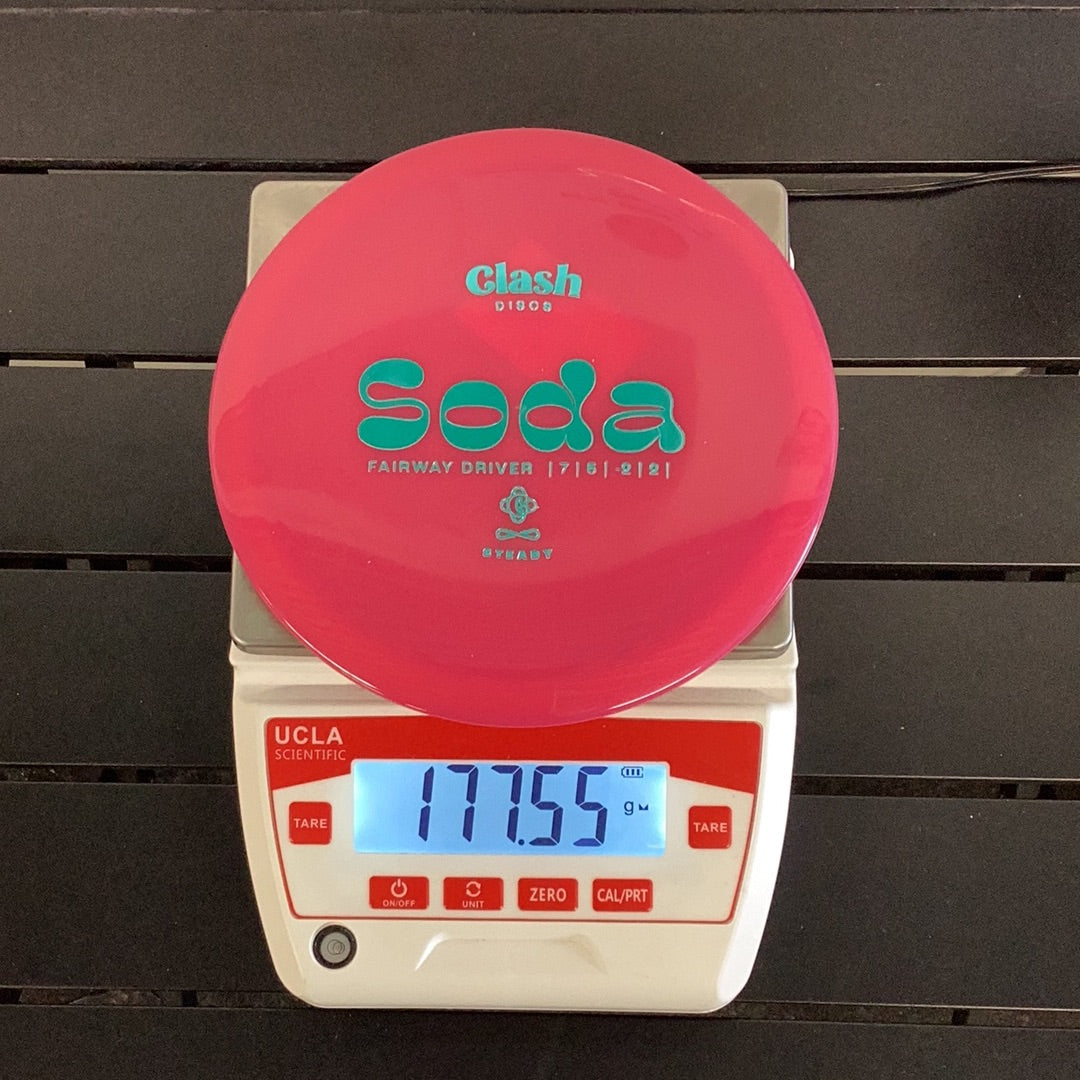 Clash
DISCS
Soda
FAIRWAY DRIVER |7|5|-2|2|
STEADY
UCLA
SCIENTIFIC
177.55 g
TARE
TARE
ON/OFF
UNIT
ZERO
CAL/PRT